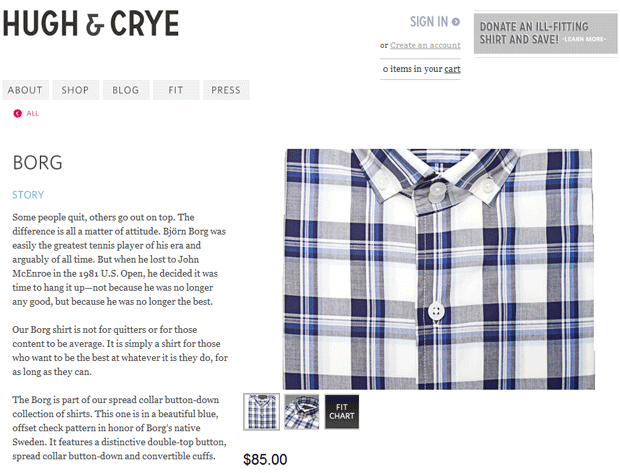 HUGH & CRYE
SIGN IN
or Create an account
0 items in your cart
DONATE AN ILL-FITTING
SHIRT AND SAVE! -LEARN MORE-
ABOUT SHOP BLOG FIT PRESS
ALL
BORG
STORY
Some people quit, others go out on top. The
difference is all a matter of attitude. Björn Borg was
easily the greatest tennis player of his era and
arguably of all time. But when he lost to John
McEnroe in the 1981 U.S. Open, he decided it was
time to hang it up—not because he was no longer
any good, but because he was no longer the best.
Our Borg shirt is not for quitters or for those
content to be average. It is simply a shirt for those
who want to be the best at whatever it is they do, for
as long as they can.
The Borg is part of our spread collar button-down
collection of shirts. This one is in a beautiful blue,
offset check pattern in honor of Borg's native
Sweden. It features a distinctive double-top button,
spread collar button-down and convertible cuffs.
FIT
CHART
$85.00